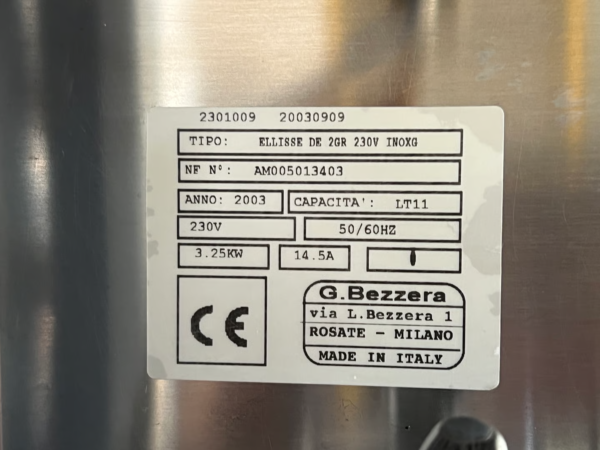 2301009 20030909
TIPO: ELLISSE DE 2GR 230V INOXG
NF N°: AM005013403
ANNO: 2003 CAPACITA': LT11
230V 50/60HZ
3.25KW 14.5A
CE
G.Bezzera
via L.Bezzera 1
ROSATE - MILANO
MADE IN ITALY